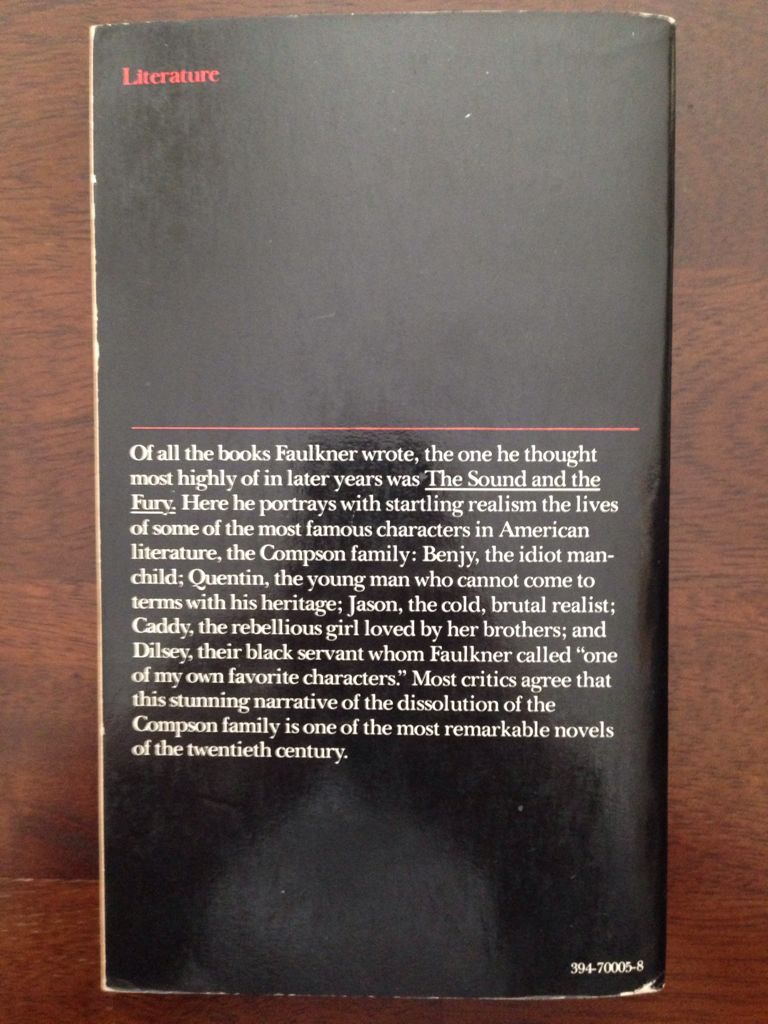 Literature
Of all the books Faulkner wrote, the one he thought
most highly of in later years was The Sound and the
Fury. Here he portrays with startling realism the lives
of some of the most famous characters in American
literature, the Compson family: Benjy, the idiot man-
child; Quentin, the young man who cannot come to
terms with his heritage; Jason, the cold, brutal realist;
Caddy, the rebellious girl loved by her brothers; and
Dilsey, their black servant whom Faulkner called “one
of my own favorite characters.” Most critics agree that
this stunning narrative of the dissolution of the
Compson family is one of the most remarkable novels
of the twentieth century.
394-70005-8